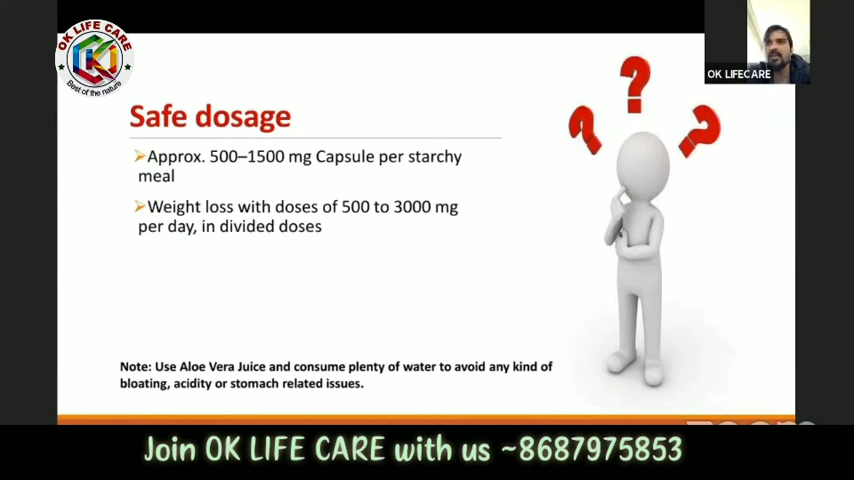 OK LIFE CARE
Best of the nature
OK LIFECARE
Safe dosage
Approx. 500–1500 mg Capsule per starchy
meal
Weight loss with doses of 500 to 3000 mg
per day, in divided doses
Note: Use Aloe Vera Juice and consume plenty of water to avoid any kind of
bloating, acidity or stomach related issues.
zoom
Join OK LIFE CARE with us ~8687975853